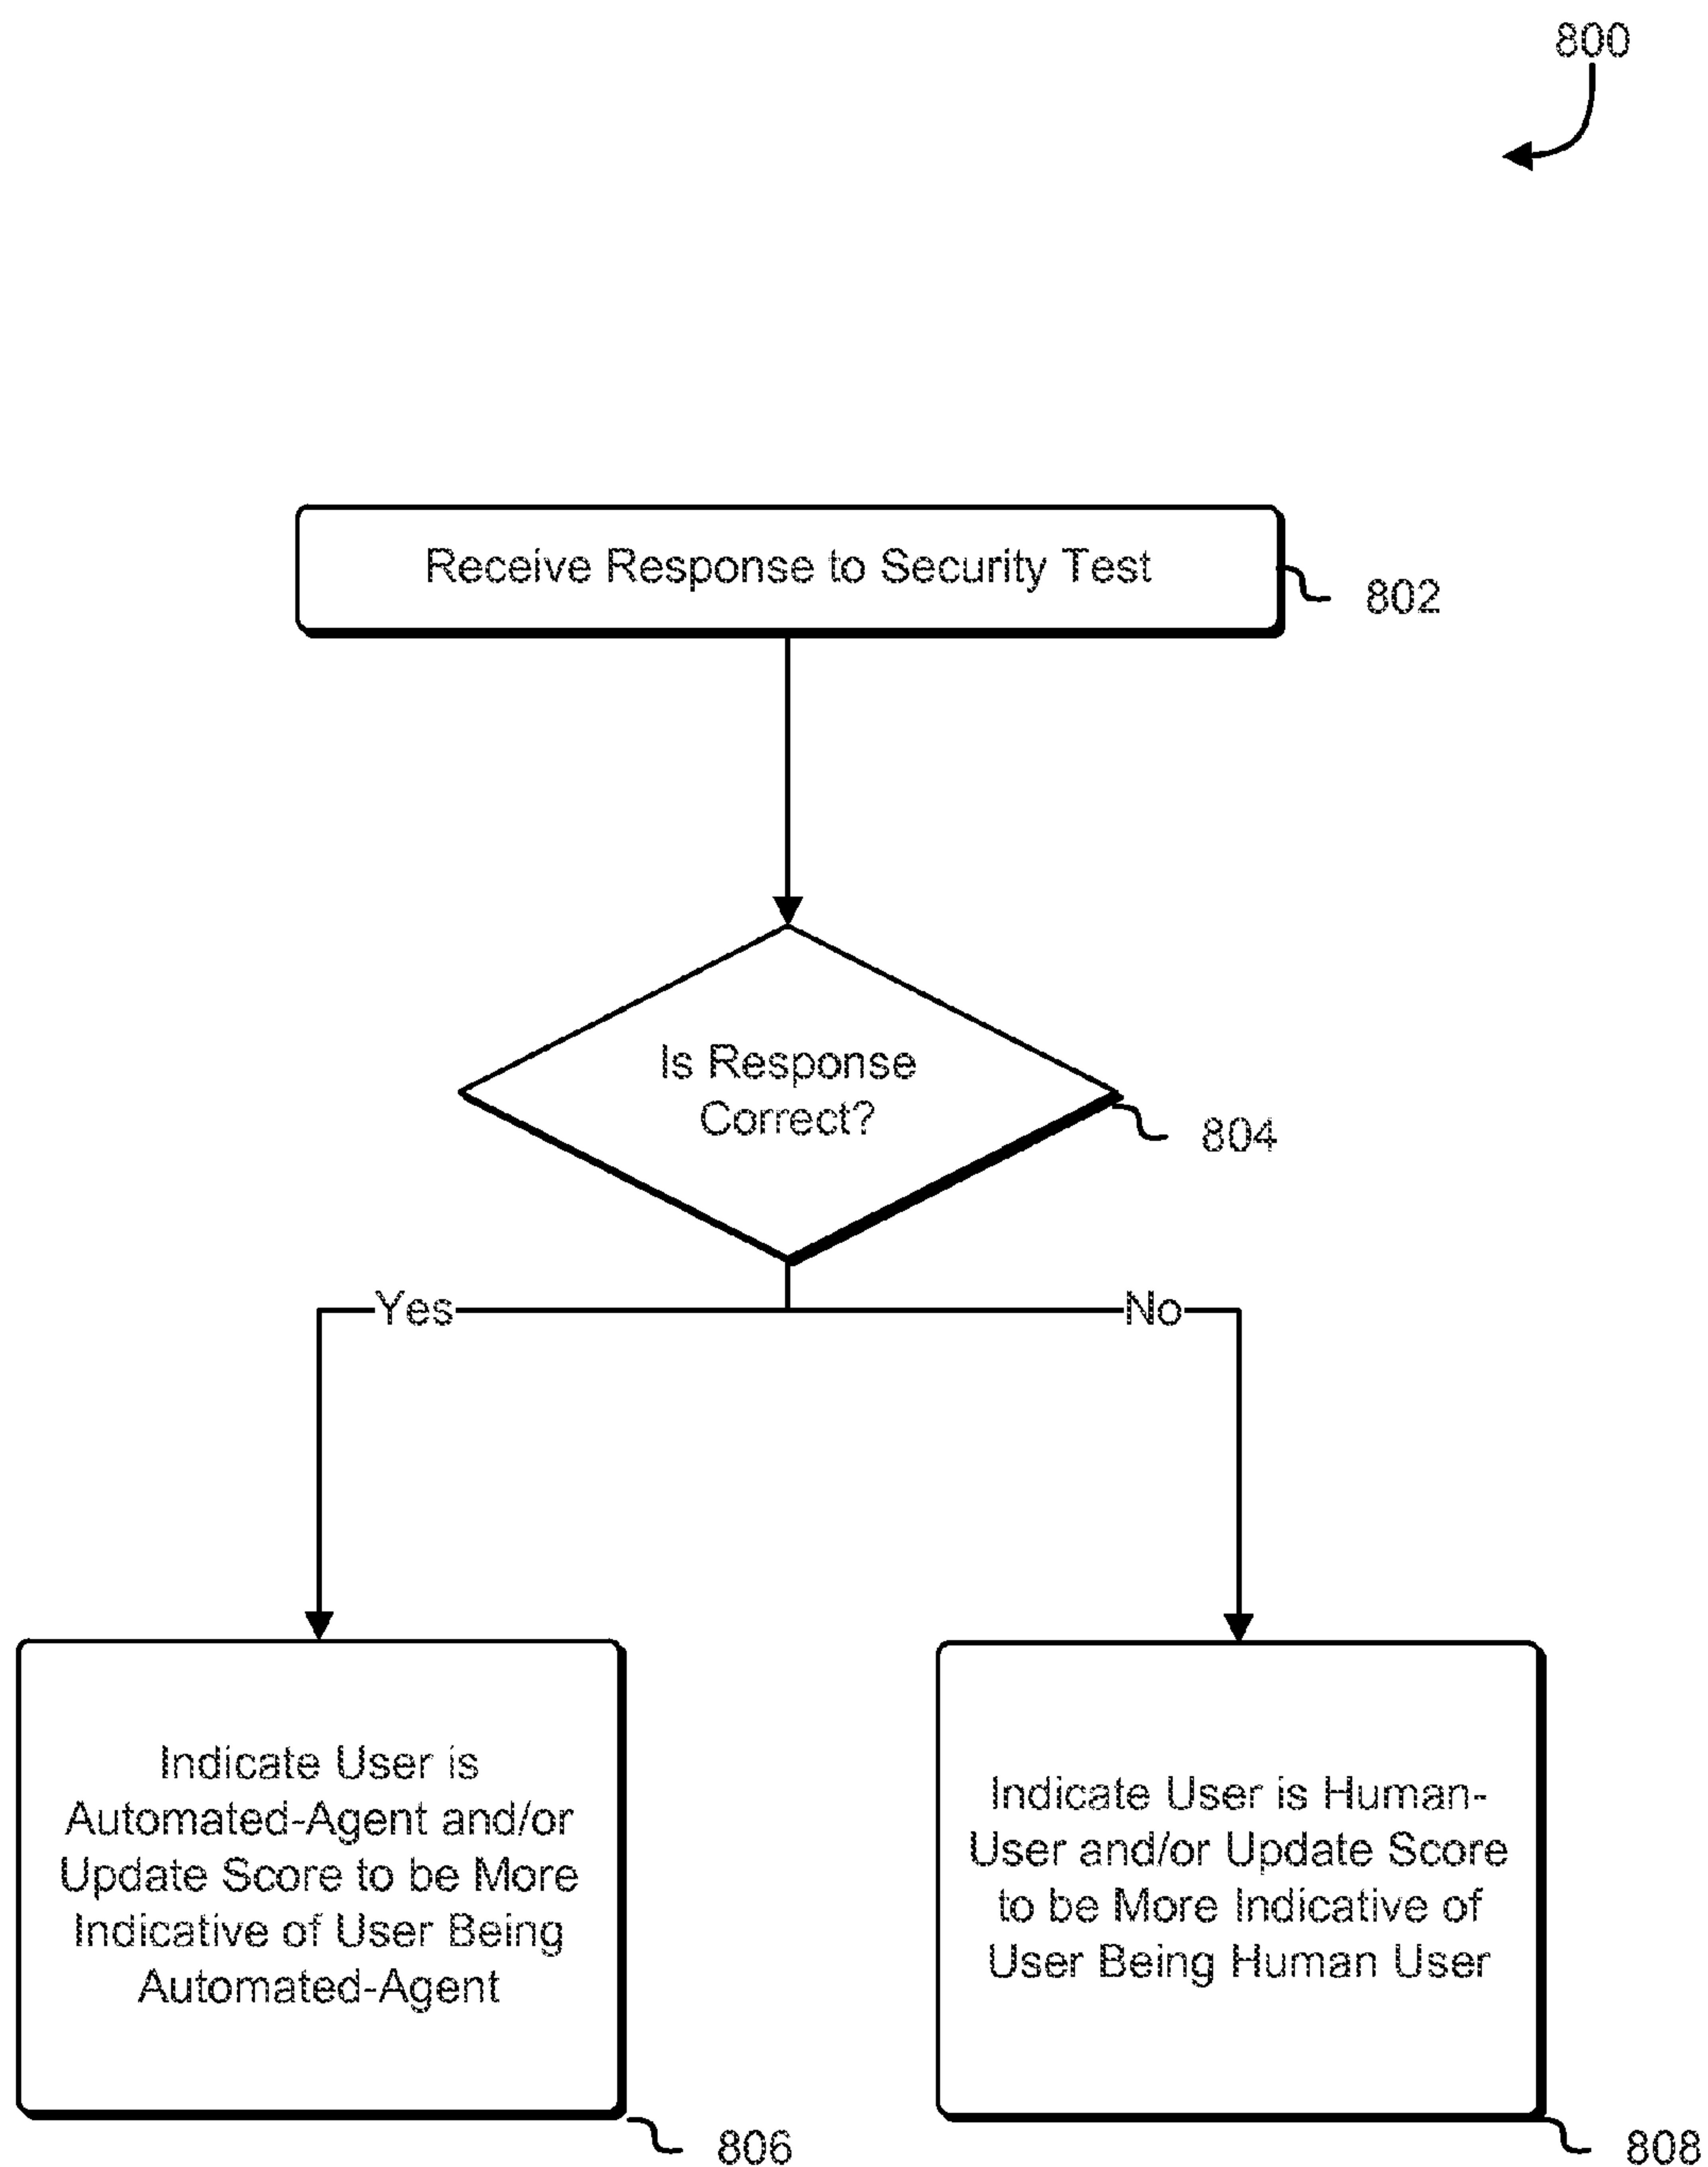 800
Receive Response to Security Test
802
Is Response
Correct?
804
Yes
No
Indicate User is
Automated-Agent and/or
Update Score to be More
Indicative of User Being
Automated-Agent
806
Indicate User is Human-
User and/or Update Score
to be More Indicative of
User Being Human User
808